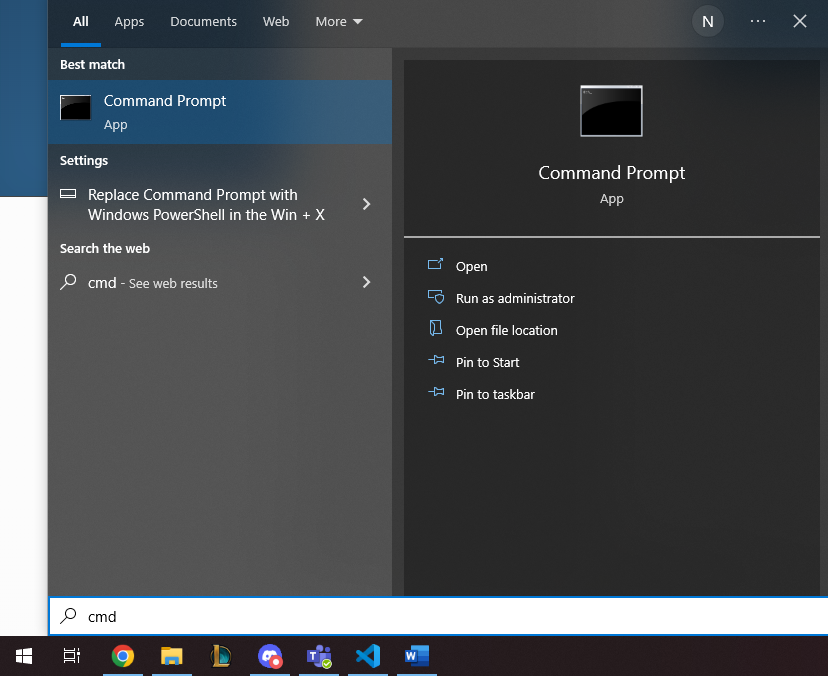 All Apps Documents Web More N ...
Best match
Command Prompt
App
Settings
Replace Command Prompt with
Windows PowerShell in the Win + X
Search the web
cmd - See web results
Command Prompt
App
Open
Run as administrator
Open file location
Pin to Start
Pin to taskbar
cmd